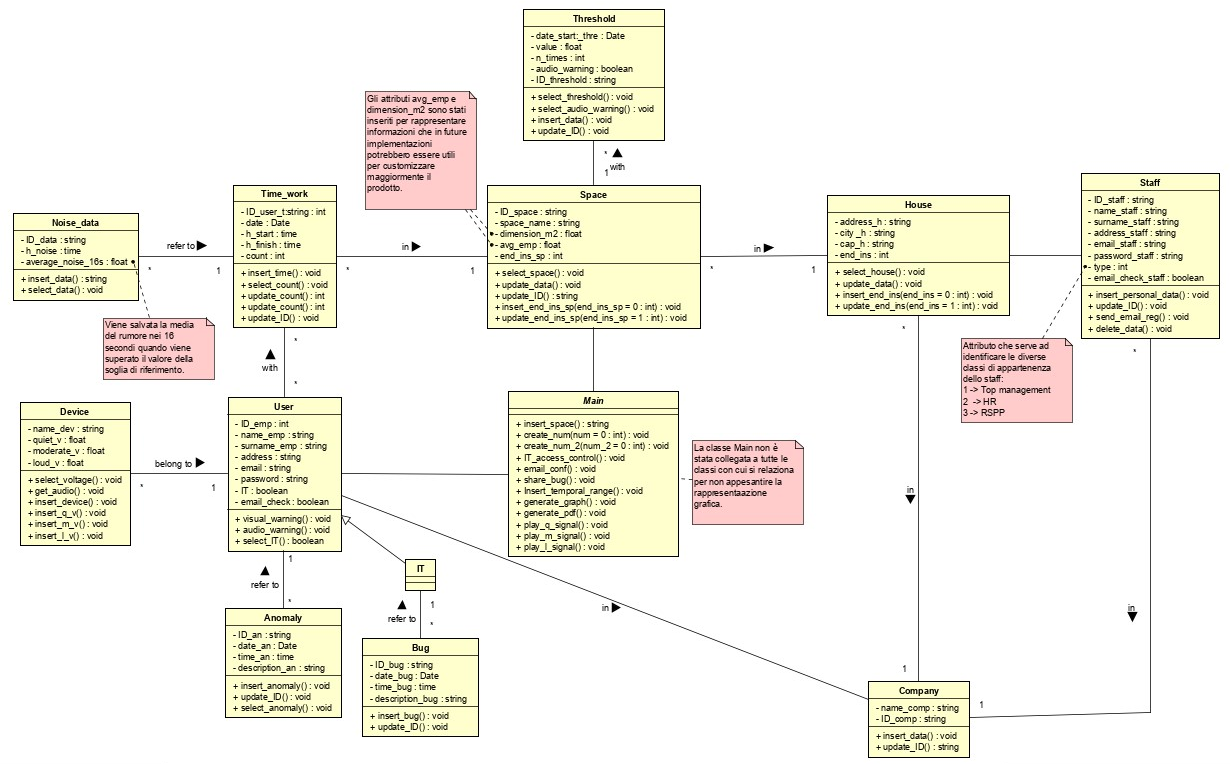 Threshold
- date_start:_thre : Date
- value : float
- n_times : int
- audio_warning : boolean
- ID_threshold : string
+ select_threshold() : void
+ select_audio_warning() : void
+ insert_data() : void
+ update_ID() : void
Gli attributi avg_emp e
dimension_m2 sono stati
inseriti per rappresentare
informazioni che in future
implementazioni
potrebbero essere utili
per customizzare
maggiormente il
prodotto.
*
with
1
Noise_data
- ID_data : string
- h_noise : time
- average_noise_16s : float
+ insert_data() : string
+ select_data() : void
refer to
*
1
Time_work
- ID_user_t:string : int
- date : Date
- h_start : time
- h_finish : time
- count : int
+ insert_time() : void
+ select_count() : void
+ update_count() : int
+ update_count() : int
+ update_ID() : void
in
*
1
Space
- ID_space : string
- space_name : string
- dimension_m2 : float
- avg_emp : float
- end_ins_sp : int
+ select_space() : void
+ update_data() : void
+ update_ID() : string
+ insert_end_ins_sp(end_ins_sp = 0 : int) : void
+ update_end_ins_sp(end_ins_sp = 1 : int) : void
in
*
1
House
- address_h : string
- city _h : string
- cap_h : string
- end_ins : int
+ select_house() : void
+ update_data() : void
+ insert_end_ins(end_ins = 0 : int) : void
+ update_end_ins(end_ins = 1 : int) : void
Staff
- ID_staff : string
- name_staff : string
- surname_staff : string
- address_staff : string
- email_staff : string
- password_staff : string
- type : int
- email_check_staff : boolean
+ insert_personal_data() : void
+ update_ID() : void
+ send_email_reg() : void
+ delete_data() : void
Viene salvata la media
del rumore nei 16
secondi quando viene
superato il valore della
soglia di riferimento.
*
with
*
Attributo che serve ad
identificare le diverse
classi di appartenenza
dello staff:
1 -> Top management
2 -> HR
3 -> RSPP
*
*
Device
- name_dev : string
- quiet_v : float
- moderate_v : float
- loud_v : float
+ select_voltage() : void
+ get_audio() : void
+ insert_device() : void
+ insert_q_v() : void
+ insert_m_v() : void
+ insert_l_v() : void
belong to
*
1
User
- ID_emp : int
- name_emp : string
- surname_emp : string
- address : string
- email : string
- password : string
- IT : boolean
- email_check : boolean
+ visual_warning() : void
+ audio_warning() : void
+ select_IT() : boolean
Main
+ insert_space() : string
+ create_num(num = 0 : int) : void
+ create_num_2(num_2 = 0 : int) : void
+ IT_access_control() : void
+ email_conf() : void
+ share_bug() : void
+ Insert_temporal_range() : void
+ generate_graph() : void
+ generate_pdf() : void
+ play_q_signal() : void
+ play_m_signal() : void
+ play_l_signal() : void
La classe Main non è
stata collegata a tutte le
classi con cui si relaziona
per non appesantire la
rappresentaazione
grafica.
in
1
refer to
*
IT
1
refer to
*
in
in
Anomaly
- ID_an : string
- date_an : Date
- time_an : time
- description_an : string
+ insert_anomaly() : void
+ update_ID() : void
+ select_anomaly() : void
Bug
- ID_bug : string
- date_bug : Date
- time_bug : time
- description_bug : string
+ insert_bug() : void
+ update_ID() : void
1
1
Company
- name_comp : string
- ID_comp : string
+ insert_data() : void
+ update_ID() : string